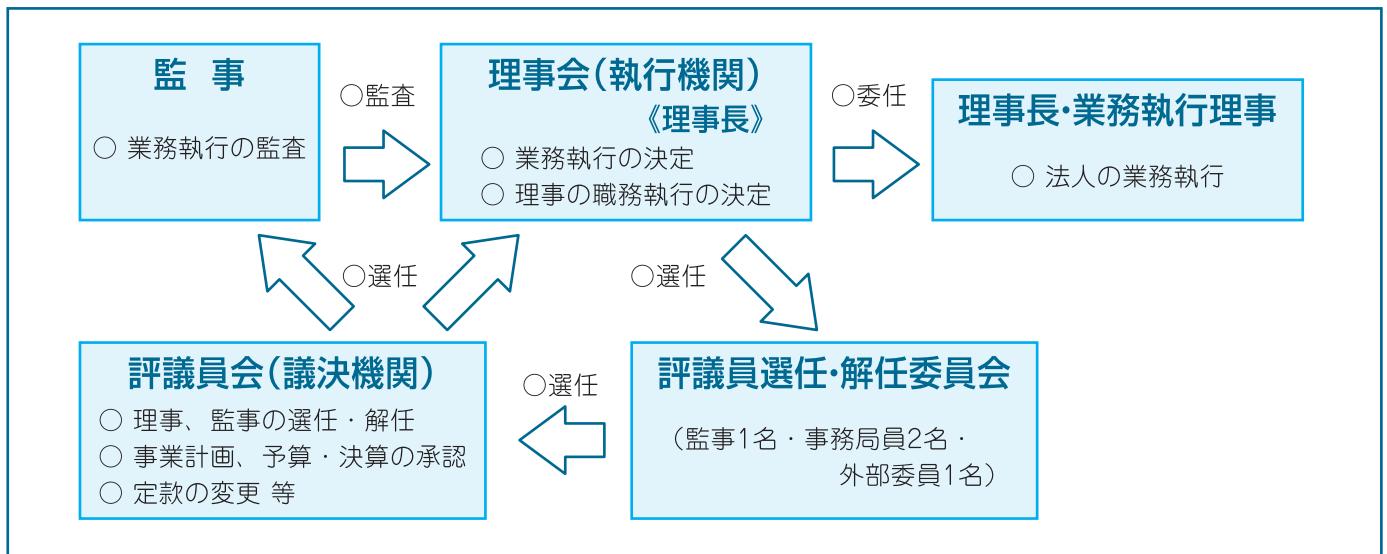 監 事
○ 業務執行の監査
○監査
理事会(執行機関)
《理事長》
○ 業務執行の決定
○ 理事の職務執行の決定
○委任
理事長・業務執行理事
○ 法人の業務執行
○選任
○選任
評議員会(議決機関)
○ 理事、監事の選任・解任
○ 事業計画、予算・決算の承認
○ 定款の変更 等
○選任
評議員選任・解任委員会
(監事1名・事務局員2名・
外部委員1名)